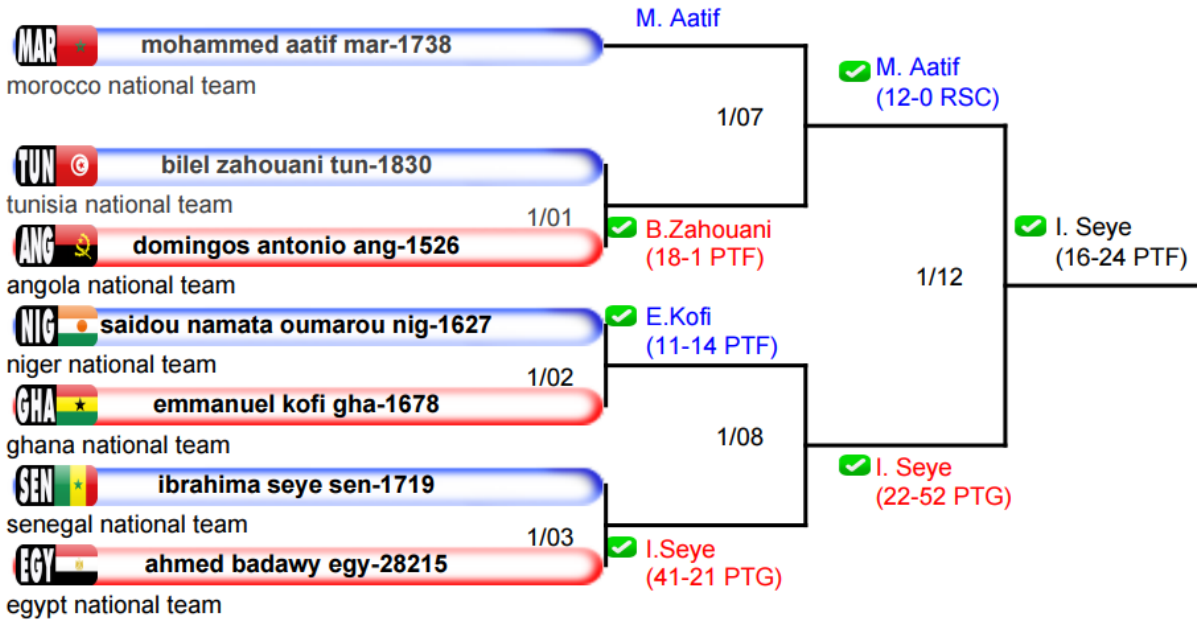 M. Aatif
MAR mohammed aatif mar-1738
morocco national team
M. Aatif
(12-0 RSC)
1/07
TUN bilel zahouani tun-1830
tunisia national team
1/01
B.Zahouani
(18-1 PTF)
ANG domingos antonio ang-1526
angola national team
I. Seye
(16-24 PTF)
1/12
NIG saidou namata oumarou nig-1627
niger national team
E.Kofi
(11-14 PTF)
1/02
GHA emmanuel kofi gha-1678
ghana national team
1/08
I. Seye
(22-52 PTG)
SEN ibrahima seye sen-1719
senegal national team
1/03
I.Seye
(41-21 PTG)
EGY ahmed badawy egy-28215
egypt national team